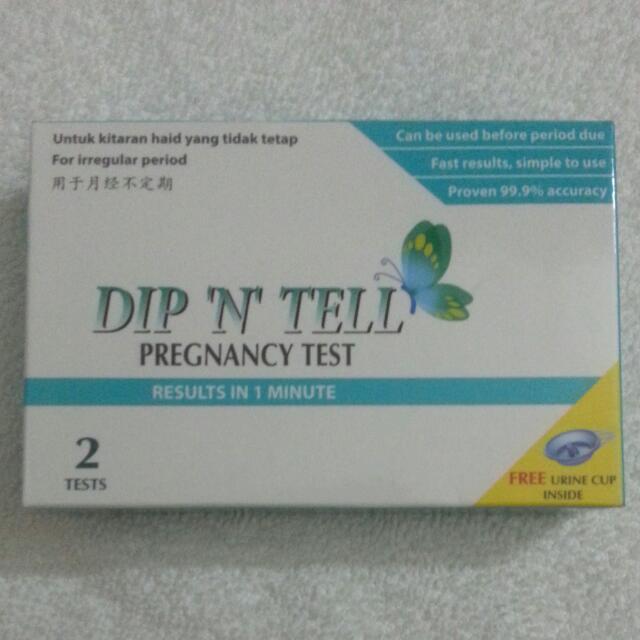 Untuk kitaran haid yang tidak tetap
For irregular period
用于月经不定期
Can be used before period due
Fast results, simple to use
Proven 99.9% accuracy
DIP 'N' TELL
PREGNANCY TEST
RESULTS IN 1 MINUTE
2
TESTS
FREE URINE CUP
INSIDE